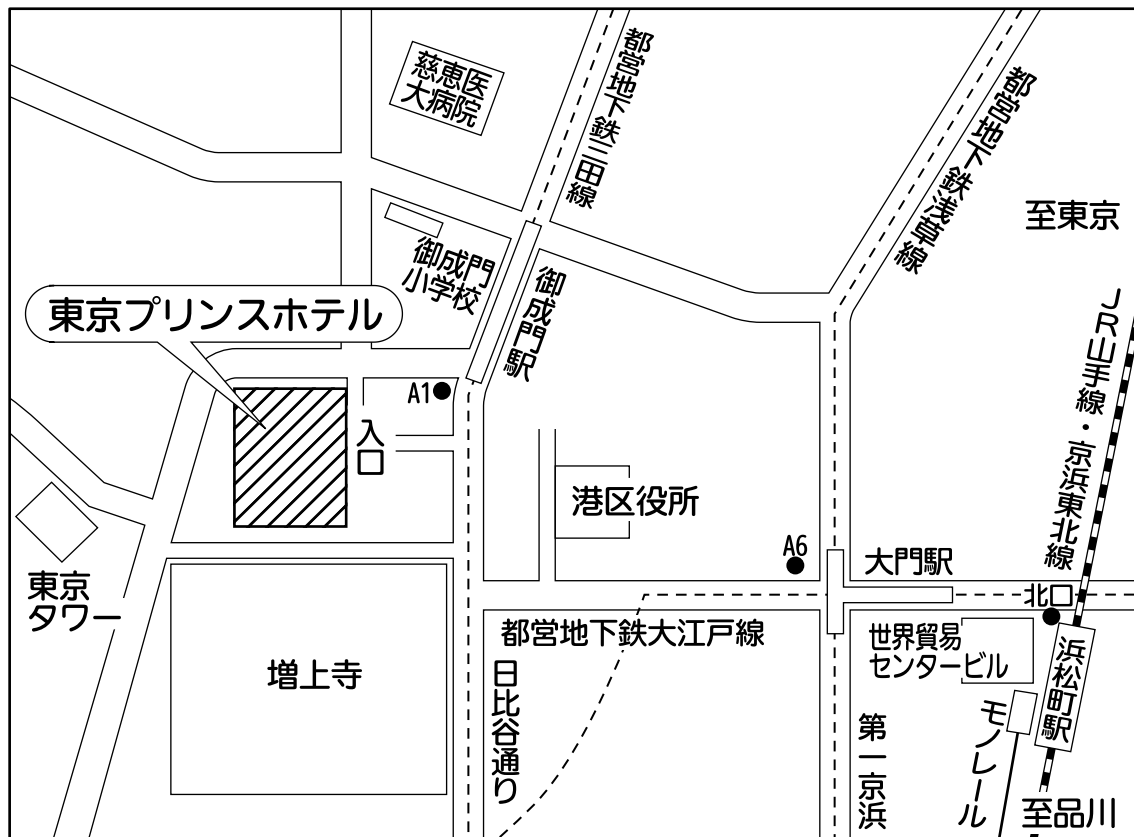 慈恵医
大病院
都営地下鉄三田線
都営地下鉄浅草線
至東京
御成門
小学校
御成門駅
東京プリンスホテル
JR山手線・京浜東北線
A1
入口
港区役所
A6
大門駅
北口
東京
タワー
都営地下鉄大江戸線
世界貿易
センタービル
浜松町駅
増上寺
日比谷通り
第一京浜
モノレール
至品川